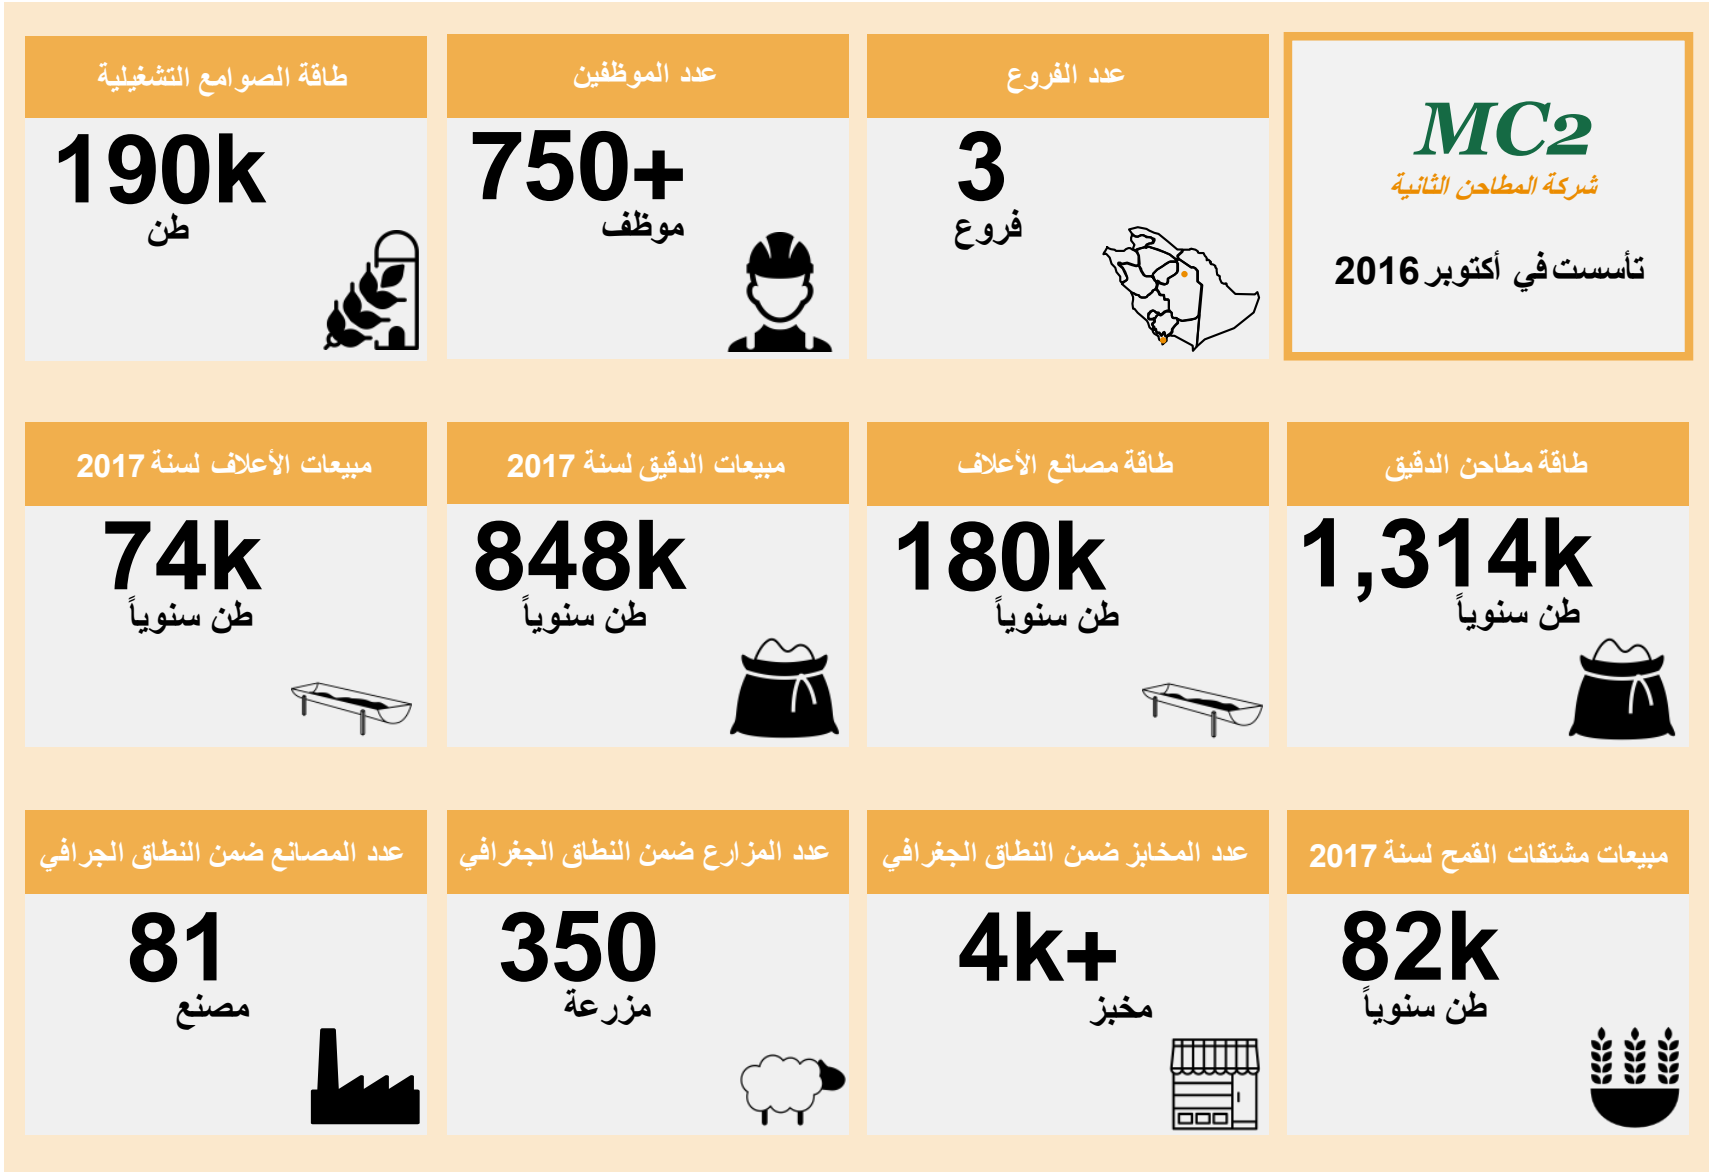 MC2
شركة المطاحن الثانية
تأسست في أكتوبر 2016
عدد الفروع
3
فروع
عدد الموظفين
750+
موظف
طاقة الصوامع التشغيلية
190k
طن
طاقة مطاحن الدقيق
1,314k
طن سنوياً
طاقة مصانع الأعلاف
180k
طن سنوياً
مبيعات الدقيق لسنة 2017
848k
طن سنوياً
مبيعات الأعلاف لسنة 2017
74k
طن سنوياً
مبيعات مشتقات القمح لسنة 2017
82k
طن سنوياً
عدد المخابز ضمن النطاق الجغرافي
4k+
مخبز
عدد المزارع ضمن النطاق الجغرافي
350
مزرعة
عدد المصانع ضمن النطاق الجرافي
81
مصنع